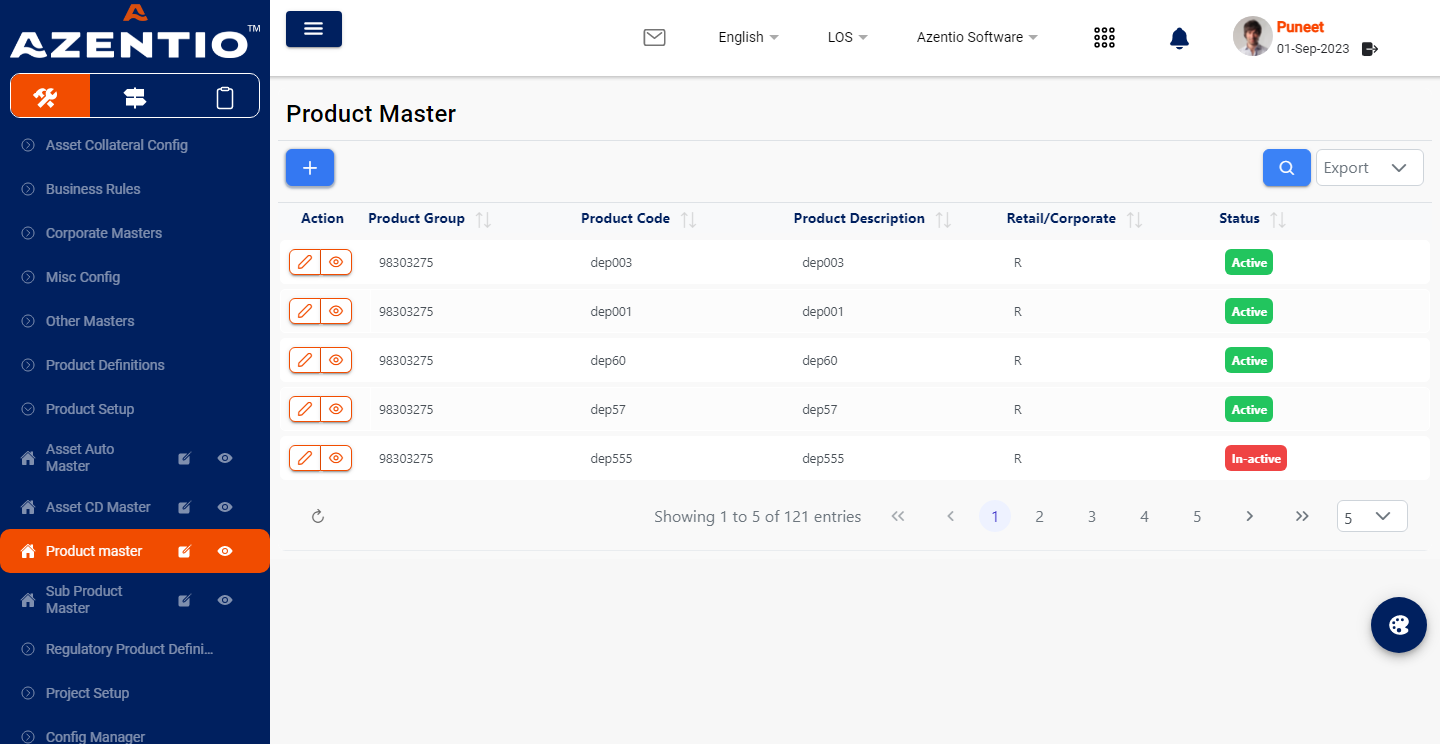 AZENTIO™
English
LOS
Azentio Software
Puneet
01-Sep-2023
Asset Collateral Config
Business Rules
Corporate Masters
Misc Config
Other Masters
Product Definitions
Product Setup
Asset Auto
Master
Asset CD Master
Product master
Sub Product
Master
Regulatory Product Defini...
Project Setup
Config Manager
Product Master
Export
Action Product Group Product Code Product Description Retail/Corporate Status
98303275 dep003 dep003 R Active
98303275 dep001 dep001 R Active
98303275 dep60 dep60 R Active
98303275 dep57 dep57 R Active
98303275 dep555 dep555 R In-active
Showing 1 to 5 of 121 entries 1 2 3 4 5 5